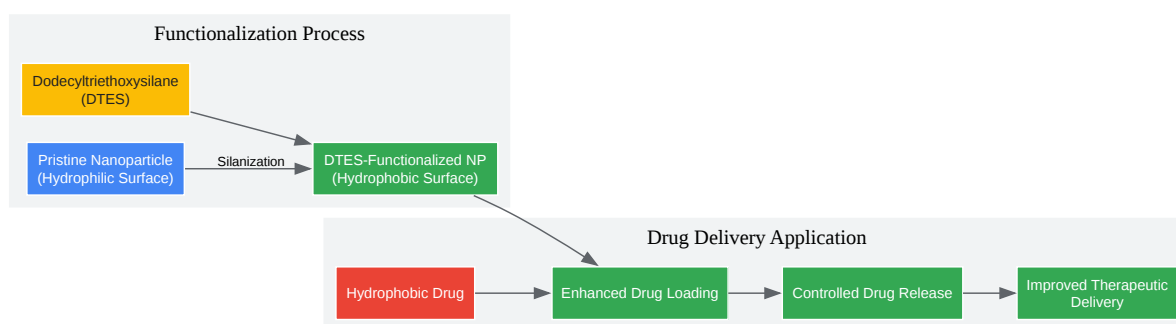 Functionalization Process
Dodecyltriethoxysilane
(DTES)
Pristine Nanoparticle
(Hydrophilic Surface)
Silanization
DTES-Functionalized NP
(Hydrophobic Surface)
Drug Delivery Application
Hydrophobic Drug
Enhanced Drug Loading
Controlled Drug Release
Improved Therapeutic
Delivery